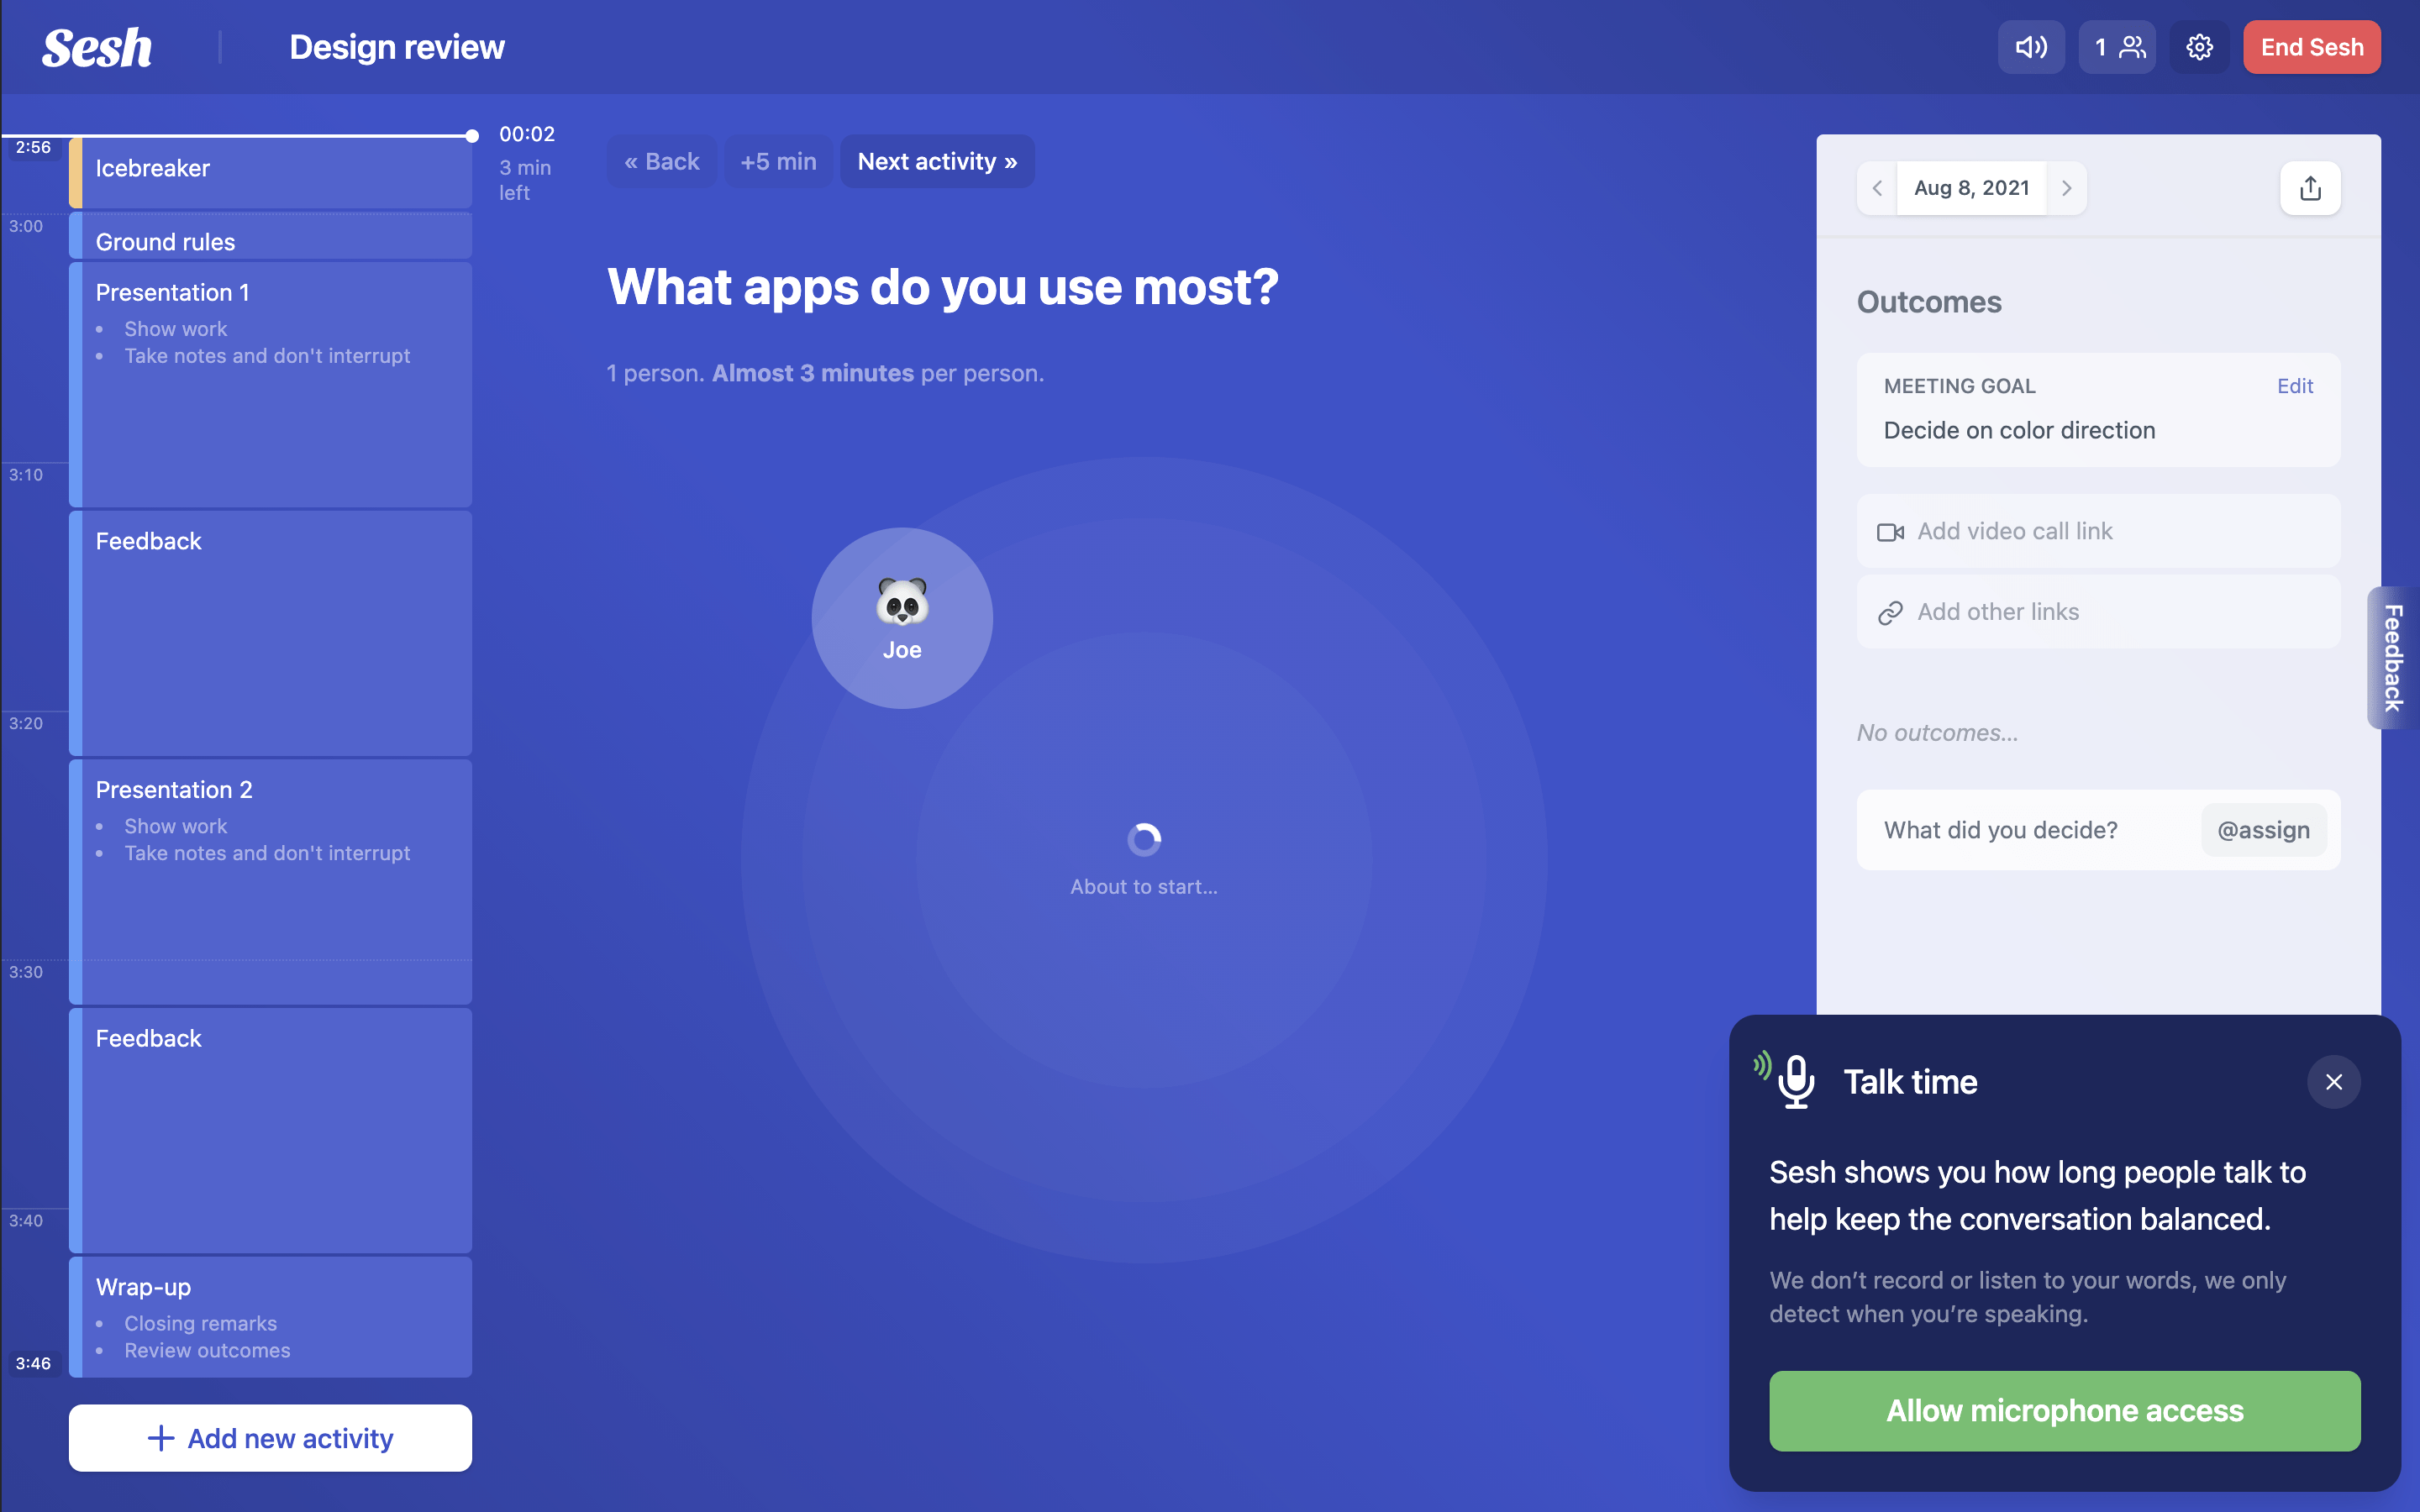 Sesh
Design review
1
End Sesh
2:56
Icebreaker
00:02
3 min
left
3:00
Ground rules
Presentation 1
• Show work
• Take notes and don't interrupt
3:10
Feedback
3:20
Presentation 2
• Show work
• Take notes and don't interrupt
3:30
Feedback
3:40
Wrap-up
• Closing remarks
• Review outcomes
3:46
+ Add new activity
« Back
+5 min
Next activity »
What apps do you use most?
1 person. Almost 3 minutes per person.
Joe
About to start...
Aug 8, 2021
Outcomes
MEETING GOAL
Edit
Decide on color direction
Add video call link
Add other links
No outcomes...
What did you decide?
@assign
Feedback
Talk time
Sesh shows you how long people talk to
help keep the conversation balanced.
We don’t record or listen to your words, we only
detect when you’re speaking.
Allow microphone access